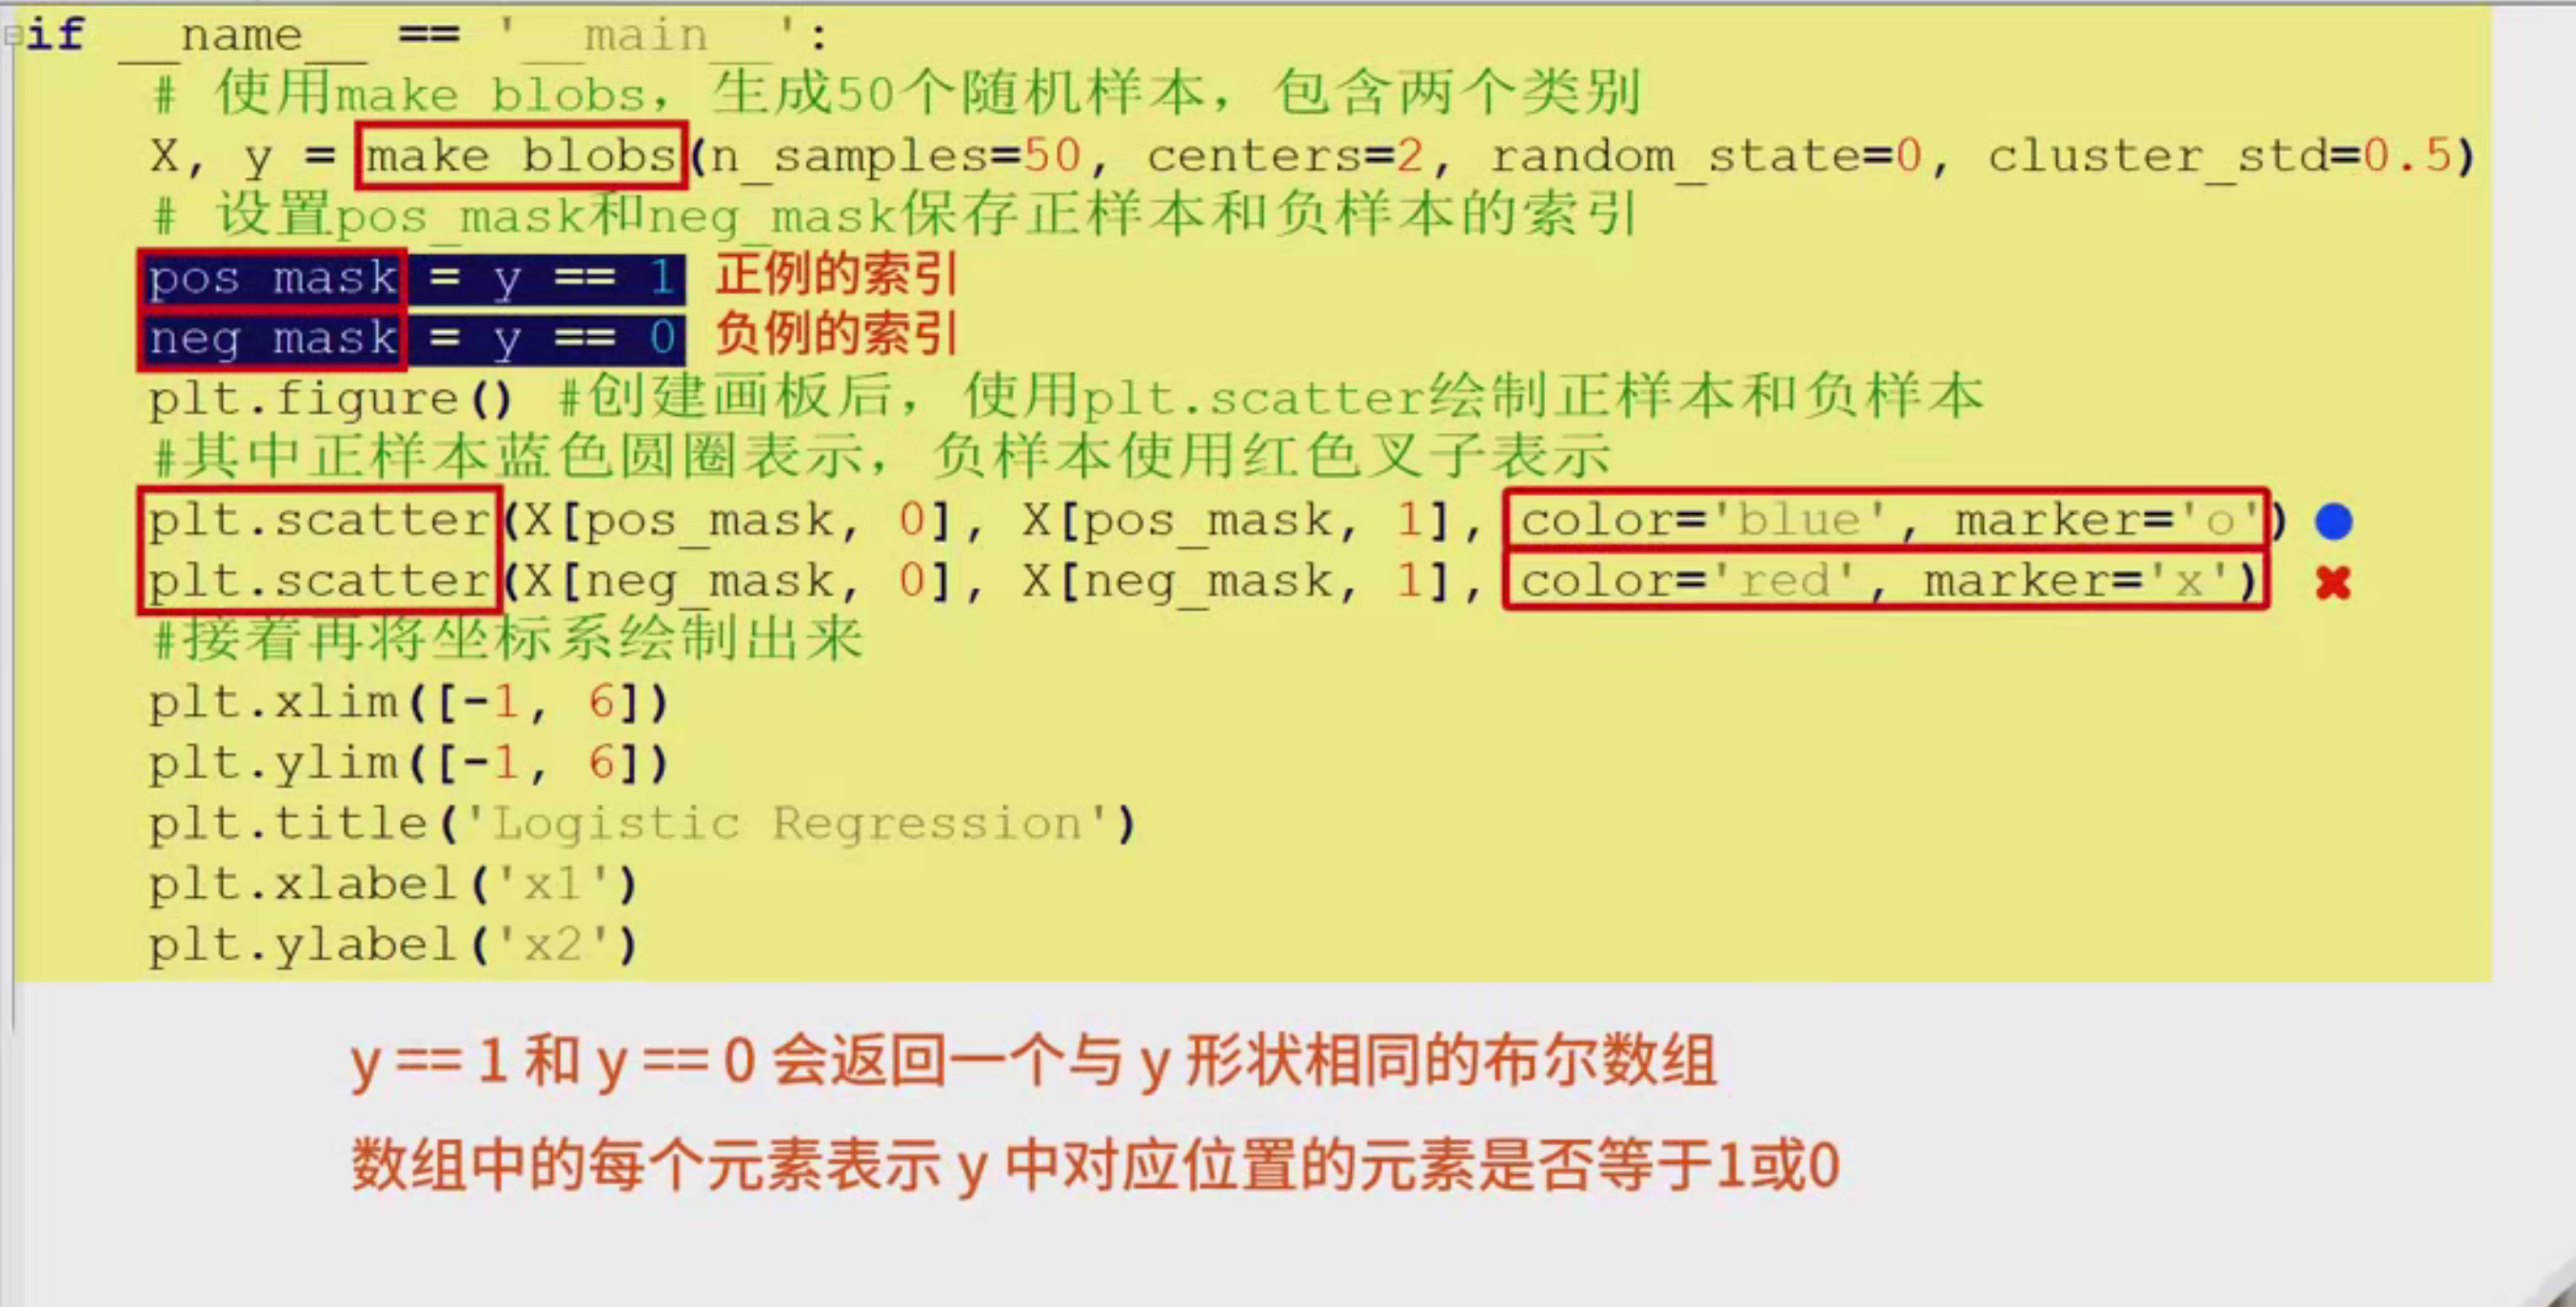 if __name__ == '__main__':
# 使用make_blobs，生成50个随机样本，包含两个类别
X, y = make_blobs(n_samples=50, centers=2, random_state=0, cluster_std=0.5)
# 设置pos_mask和neg_mask保存正样本和负样本的索引
pos_mask = y == 1 正例的索引
neg_mask = y == 0 负例的索引
plt.figure() #创建画板后，使用plt.scatter绘制正样本和负样本
#其中正样本蓝色圆圈表示，负样本使用红色叉子表示
plt.scatter(X[pos_mask, 0], X[pos_mask, 1], color='blue', marker='o')
plt.scatter(X[neg_mask, 0], X[neg_mask, 1], color='red', marker='x')
#接着再将坐标系绘制出来
plt.xlim([-1, 6])
plt.ylim([-1, 6])
plt.title('Logistic Regression')
plt.xlabel('x1')
plt.ylabel('x2')
y == 1 和 y == 0 会返回一个与 y 形状相同的布尔数组
数组中的每个元素表示 y 中对应位置的元素是否等于1或0